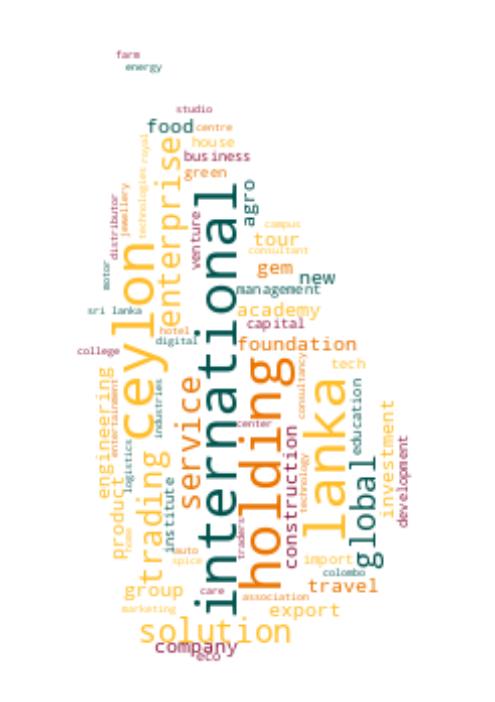 farm
energy
studio
food
centre
house
business
green
royal
technologies
enterprise
agro
venture
international
jewellery
distributor
campus
tour
consultant
gem
new
management
motor
ceylon
academy
sri lanka
capital
hotel
digital
foundation
college
holding
tech
consultancy
lanka
service
engineering
entertainment
industries
education
investment
center
development
construction
global
logistics
trading
technology
product
institute
home
traders
auto
spice
import
colombo
care
travel
group
association
marketing
export
solution
company
eco